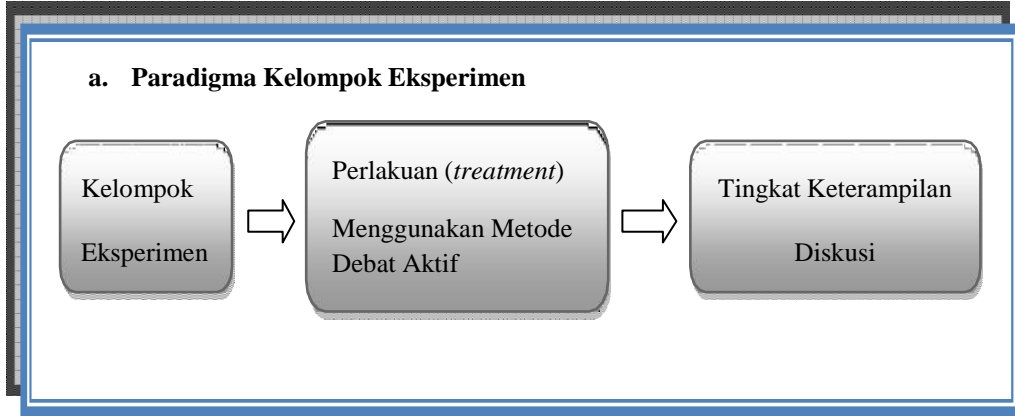 a. Paradigma Kelompok Eksperimen
Kelompok
Eksperimen
Perlakuan (treatment)
Menggunakan Metode
Debat Aktif
Tingkat Keterampilan
Diskusi